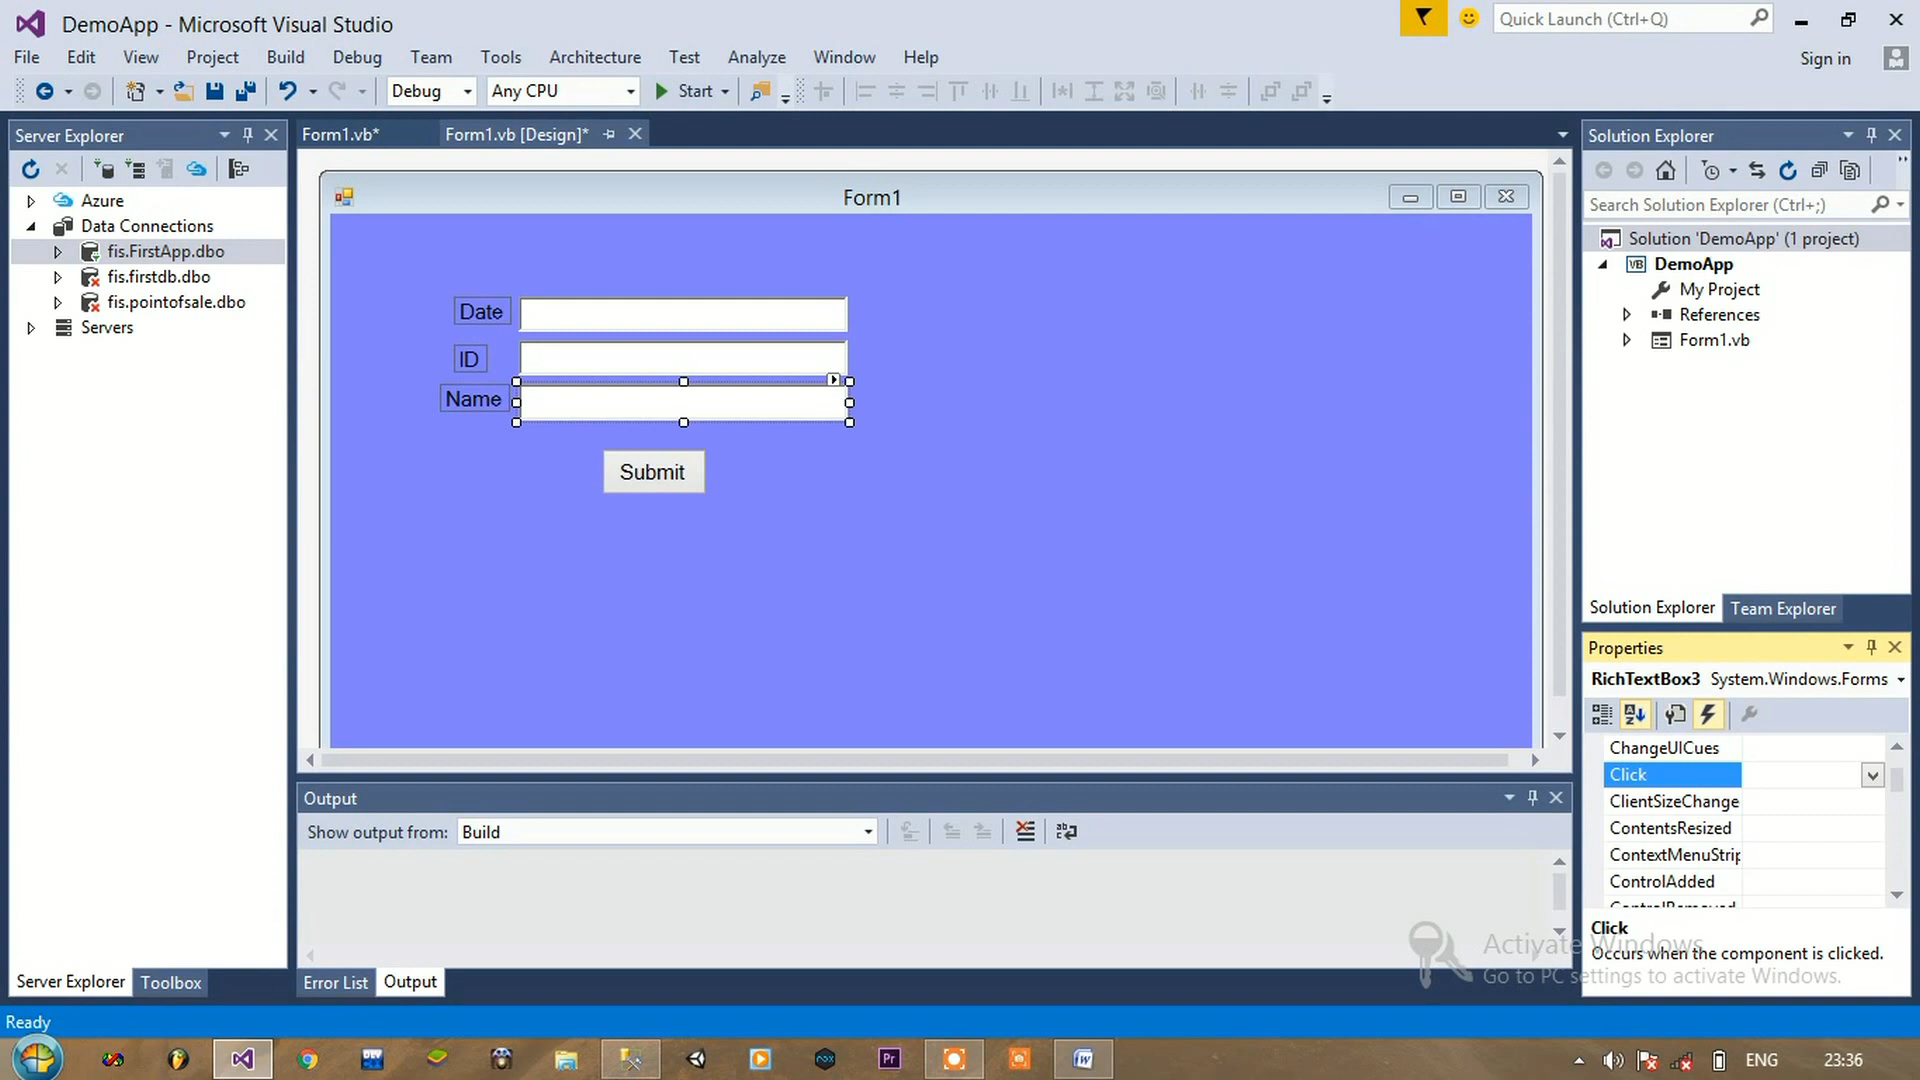 DemoApp - Microsoft Visual Studio
Quick Launch (Ctrl+Q)
File Edit View Project Build Debug Team Tools Architecture Test Analyze Window Help
Sign in
Debug Any CPU Start
Server Explorer
Azure
Data Connections
fis.FirstApp.dbo
fis.firstdb.dbo
fis.pointofsale.dbo
Servers
Server Explorer Toolbox
Form1.vb* Form1.vb [Design]*
Form1
Date
ID
Name
Submit
Output
Show output from: Build
Error List Output
Solution Explorer
Search Solution Explorer (Ctrl+;)
Solution 'DemoApp' (1 project)
VB DemoApp
My Project
References
Form1.vb
Solution Explorer Team Explorer
Properties
RichTextBox3 System.Windows.Forms
ChangeUICues
Click
ClientSizeChange
ContentsResized
ContextMenuStrip
ControlAdded
Click
Occurs when the component is clicked.
Activate Windows
Go to PC settings to activate Windows.
Ready
ENG 23:36